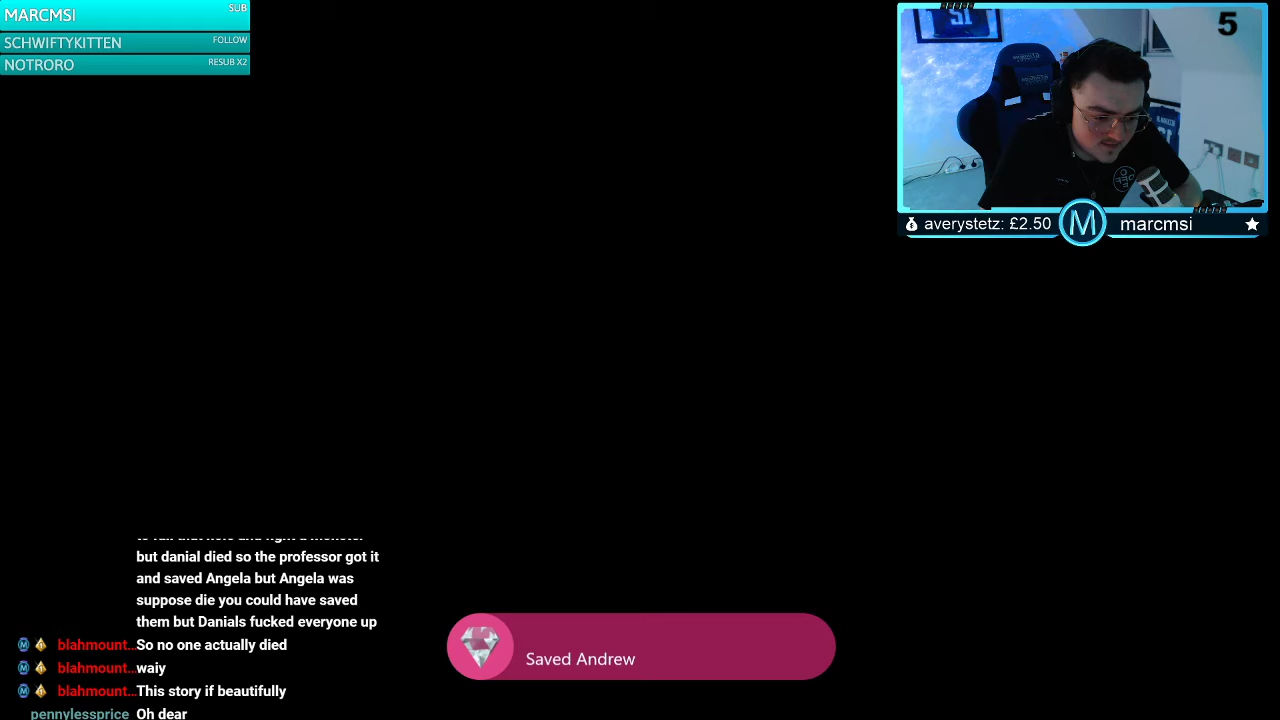 MARCMSI SUB
SCHWIFTYKITTEN FOLLOW
NOTRORO RESUB X2
5
averystetz: £2.50 M marcmsi
but danial died so the professor got it
and saved Angela but Angela was
suppose die you could have saved
them but Danials fucked everyone up
blahmount... So no one actually died
blahmount... waiy
blahmount... This story if beautifully
pennylessprice Oh dear
Saved Andrew